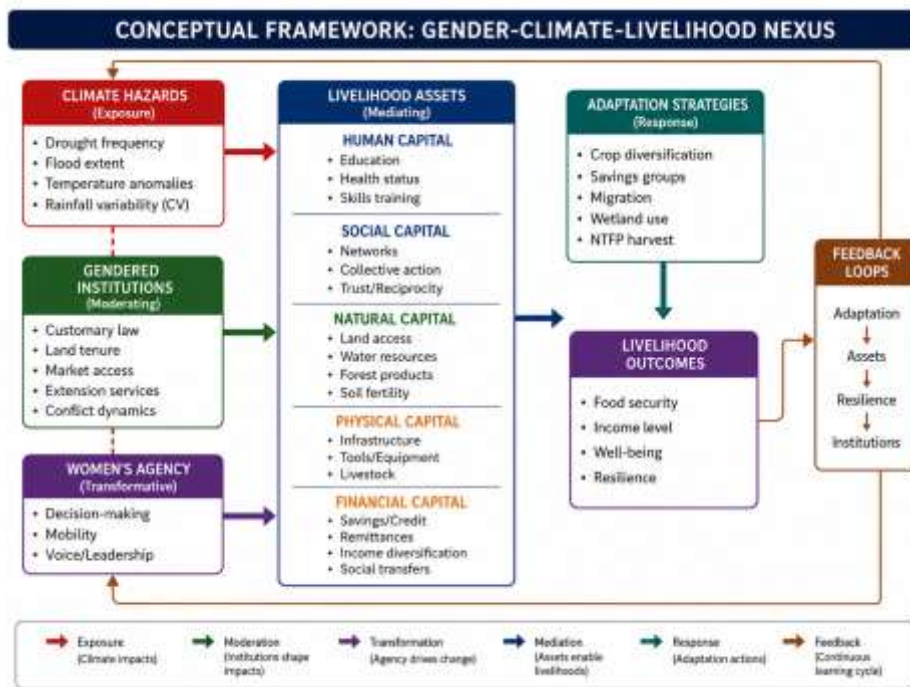 CONCEPTUAL FRAMEWORK: GENDER-CLIMATE-LIVELIHOOD NEXUS
CLIMATE HAZARDS
(Exposure)
• Drought frequency
• Flood extent
• Temperature anomalies
• Rainfall variability (CV)
GENDERED
INSTITUTIONS
(Moderating)
• Customary law
• Land tenure
• Market access
• Extension services
• Conflict dynamics
WOMEN'S AGENCY
(Transformative)
• Decision-making
• Mobility
• Voice/Leadership
LIVELIHOOD ASSETS
(Mediating)
HUMAN CAPITAL
• Education
• Health status
• Skills training
SOCIAL CAPITAL
• Networks
• Collective action
• Trust/Reciprocity
NATURAL CAPITAL
• Land access
• Water resources
• Forest products
• Soil fertility
PHYSICAL CAPITAL
• Infrastructure
• Tools/Equipment
• Livestock
FINANCIAL CAPITAL
• Savings/Credit
• Remittances
• Income diversification
• Social transfers
ADAPTATION STRATEGIES
(Response)
• Crop diversification
• Savings groups
• Migration
• Wetland use
• NTFP harvest
LIVELIHOOD
OUTCOMES
• Food security
• Income level
• Well-being
• Resilience
FEEDBACK
LOOPS
Adaptation
Assets
Resilience
Institutions
Exposure
(Climate impacts)
Moderation
(Institutions shape
impacts)
Transformation
(Agency drives change)
Mediation
(Assets enable
livelihoods)
Response
(Adaptation actions)
Feedback
(Continuous
learning cycle)